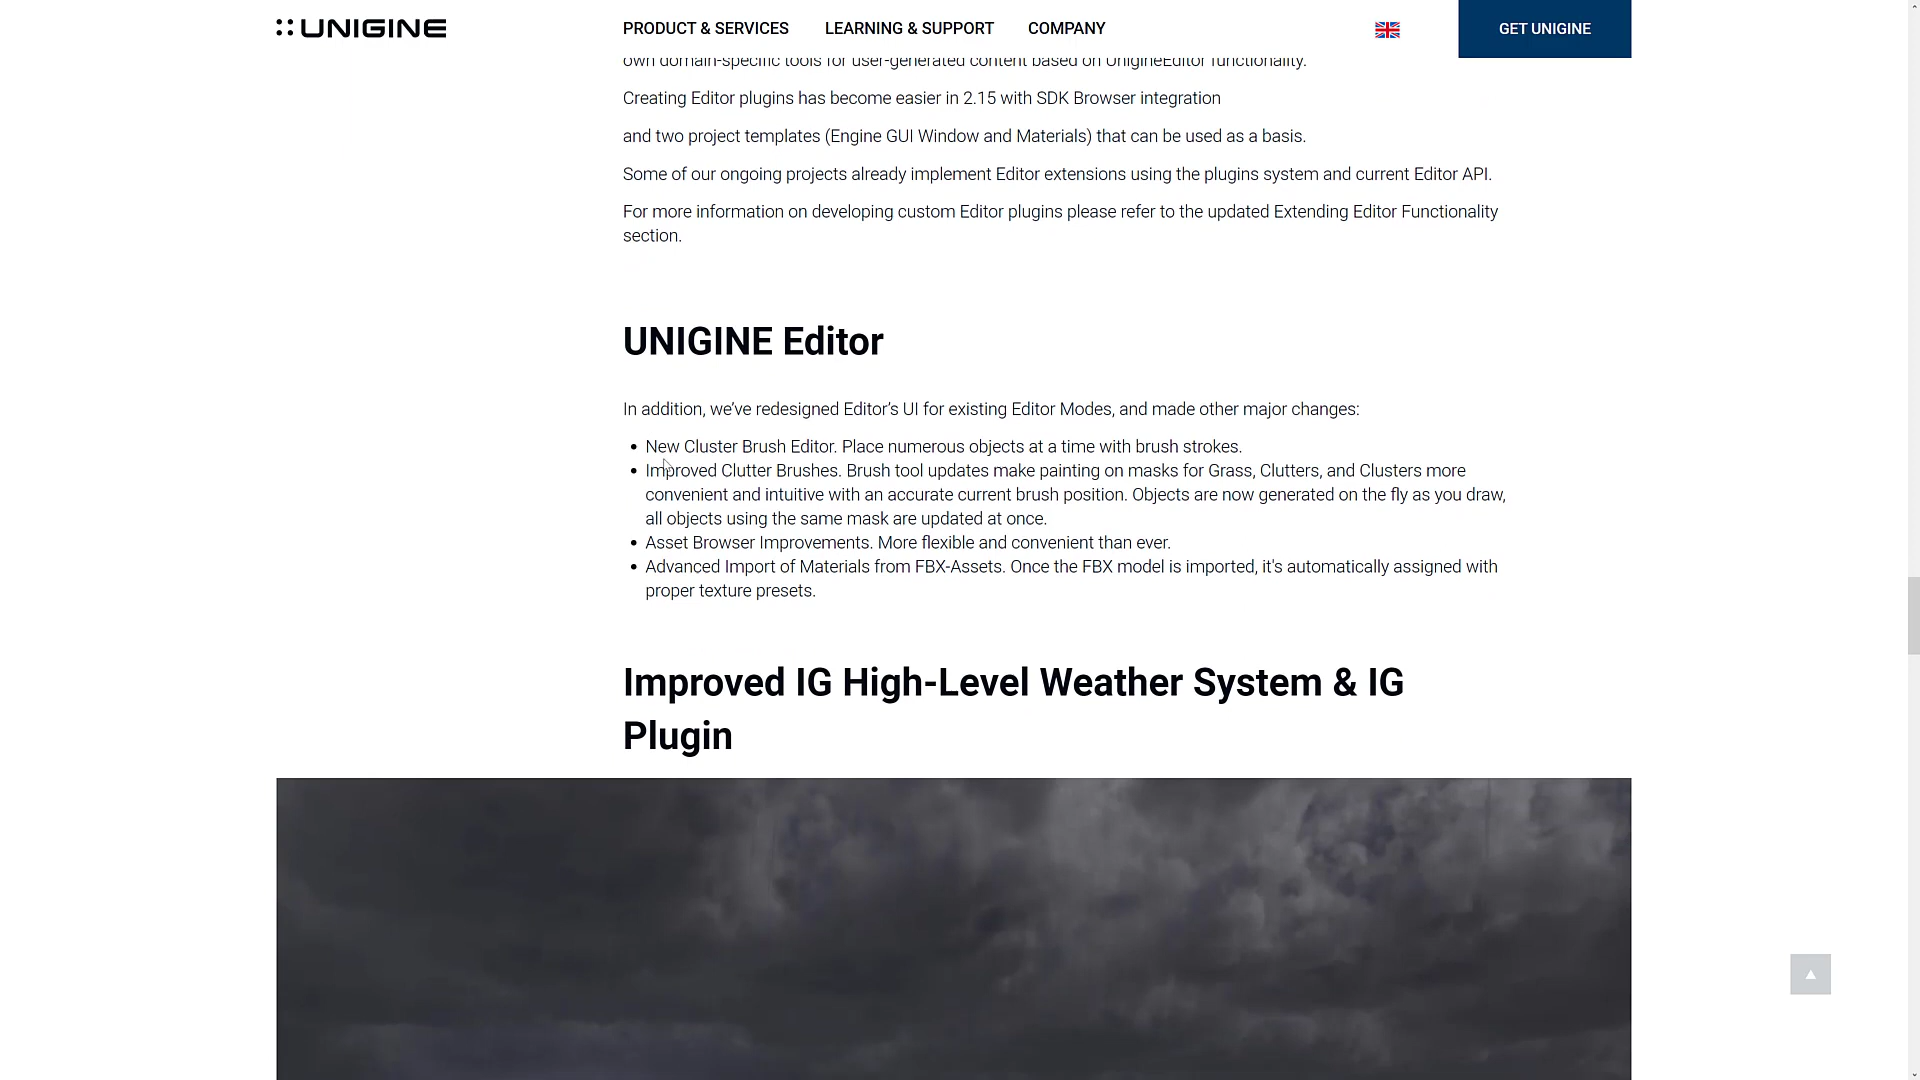 UNIGINE
PRODUCT & SERVICES
LEARNING & SUPPORT
COMPANY
GET UNIGINE
own domain-specific tools for user-generated content based on UnigineEditor functionality.
Creating Editor plugins has become easier in 2.15 with SDK Browser integration
and two project templates (Engine GUI Window and Materials) that can be used as a basis.
Some of our ongoing projects already implement Editor extensions using the plugins system and current Editor API.
For more information on developing custom Editor plugins please refer to the updated Extending Editor Functionality
section.
UNIGINE Editor
In addition, we’ve redesigned Editor’s UI for existing Editor Modes, and made other major changes:
• New Cluster Brush Editor. Place numerous objects at a time with brush strokes.
• Improved Clutter Brushes. Brush tool updates make painting on masks for Grass, Clutters, and Clusters more
convenient and intuitive with an accurate current brush position. Objects are now generated on the fly as you draw,
all objects using the same mask are updated at once.
• Asset Browser Improvements. More flexible and convenient than ever.
• Advanced Import of Materials from FBX-Assets. Once the FBX model is imported, it's automatically assigned with
proper texture presets.
Improved IG High-Level Weather System & IG
Plugin